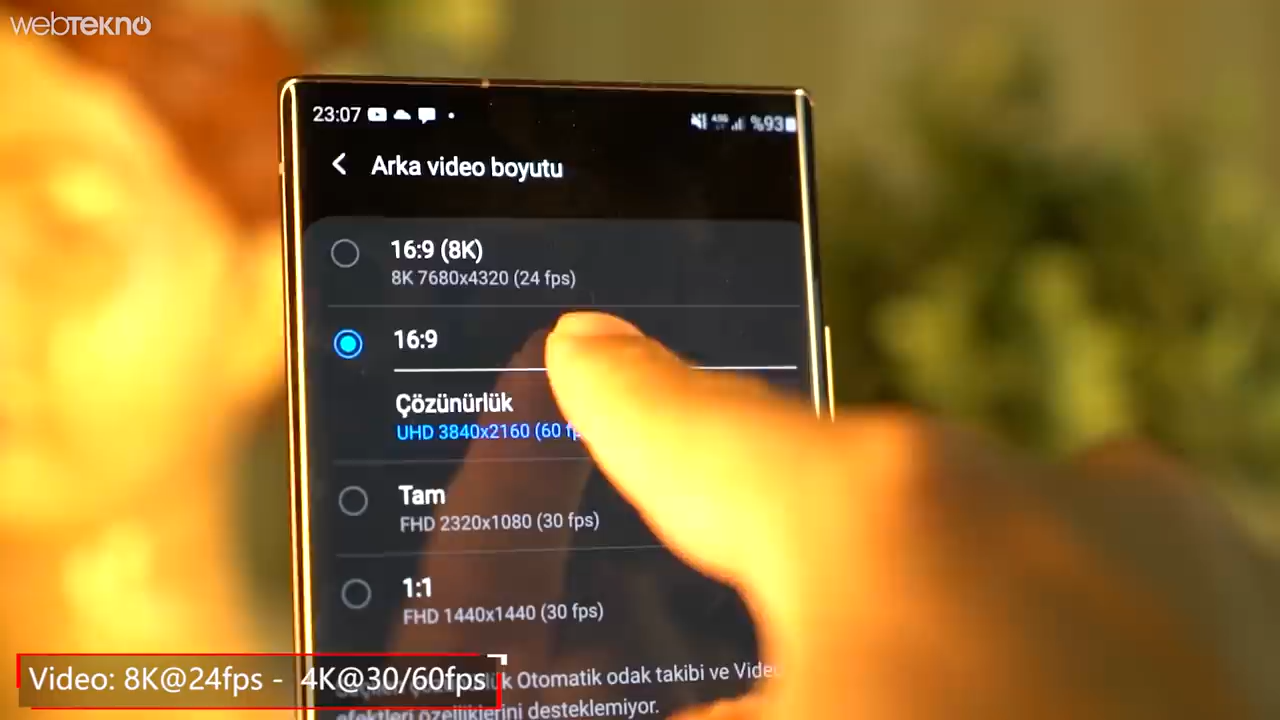 webtekno
23:07 %93
Arka video boyutu
16:9 (8K)
8K 7680x4320 (24 fps)
16:9
Çözünürlük
UHD 3840x2160 (60
Tam
FHD 2320x1080 (30 fps)
1:1
FHD 1440x1440 (30 fps)
Otomatik odak takibi ve
özelliklerini desteklemiyor.
Video: 8K@24fps - 4K@30/60fps